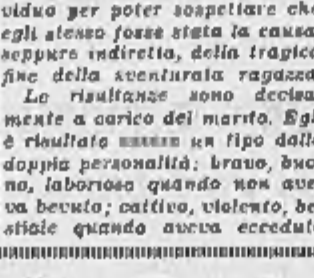 viduo per poter sospettare che
egli stesso fosse stata la causa,
seppure indiretta, della tragica
fine della sventurata ragazza.
Le risultanze sono decisa-
mente a carico del marito. Egli
è risultato un tipo dalla
doppia personalità; bravo, buo-
no, laborioso quando non ave-
va bevuto; cattivo, violento, be-
stiale quando aveva ecceduto